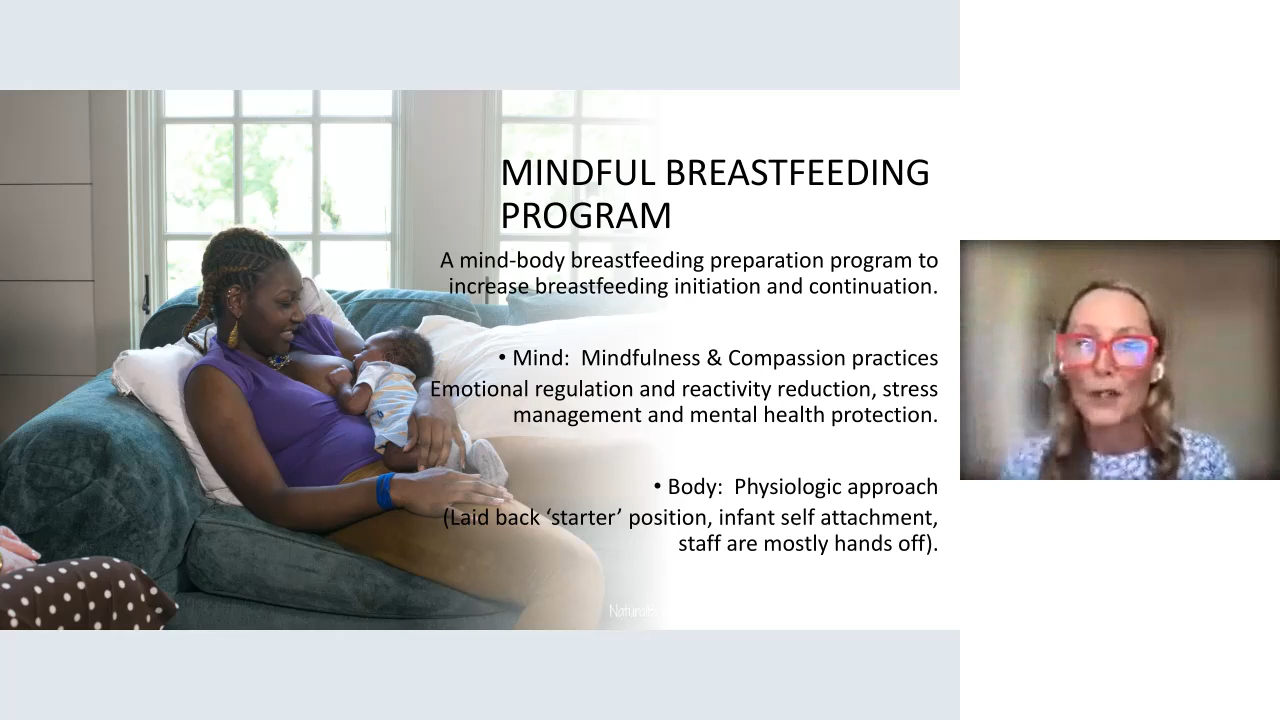 MINDFUL BREASTFEEDING
PROGRAM
A mind-body breastfeeding preparation program to
increase breastfeeding initiation and continuation.
• Mind:  Mindfulness & Compassion practices
Emotional regulation and reactivity reduction, stress
management and mental health protection.
• Body:  Physiologic approach
(Laid back ‘starter’ position, infant self attachment,
staff are mostly hands off).